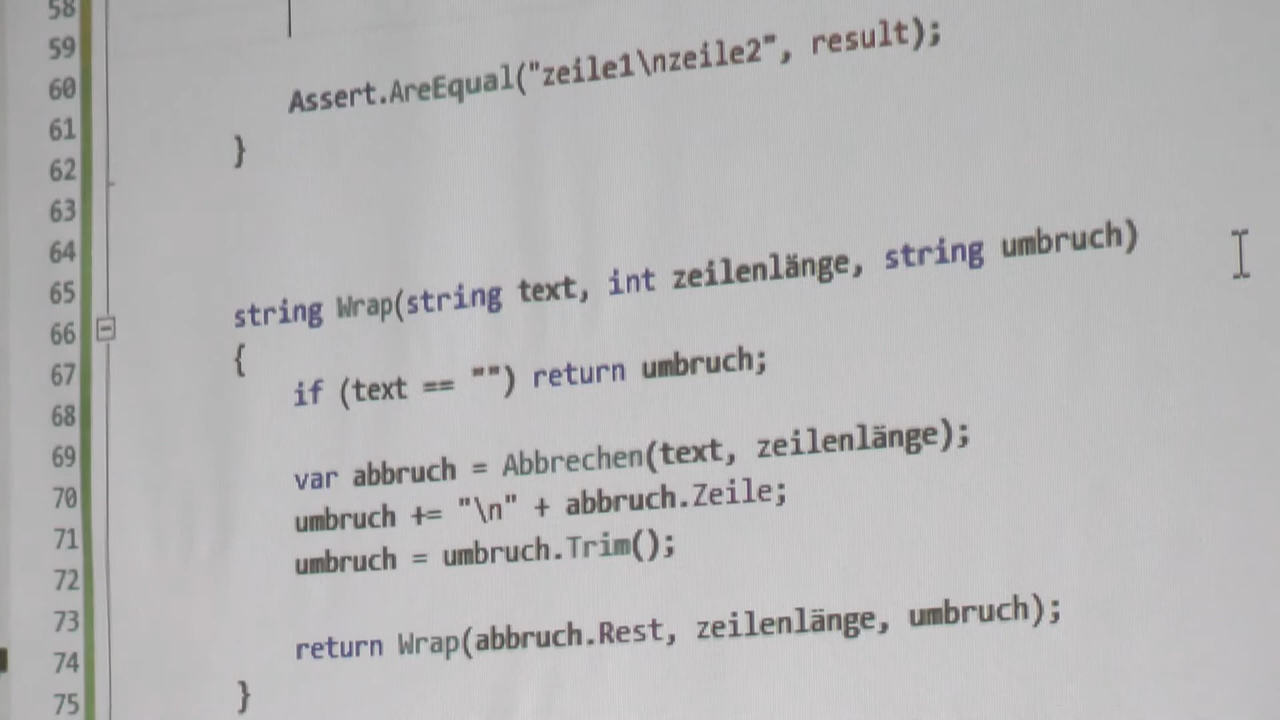 58
59
60 Assert.AreEqual("zeile1\nzeile2", result);
61 }
62
63
64
65 string Wrap(string text, int zeilenlänge, string umbruch)
66 {
67 if (text == "") return umbruch;
68
69 var abbruch = Abbrechen(text, zeilenlänge);
70 umbruch += "\n" + abbruch.Zeile;
71 umbruch = umbruch.Trim();
72
73 return Wrap(abbruch.Rest, zeilenlänge, umbruch);
74 }
75